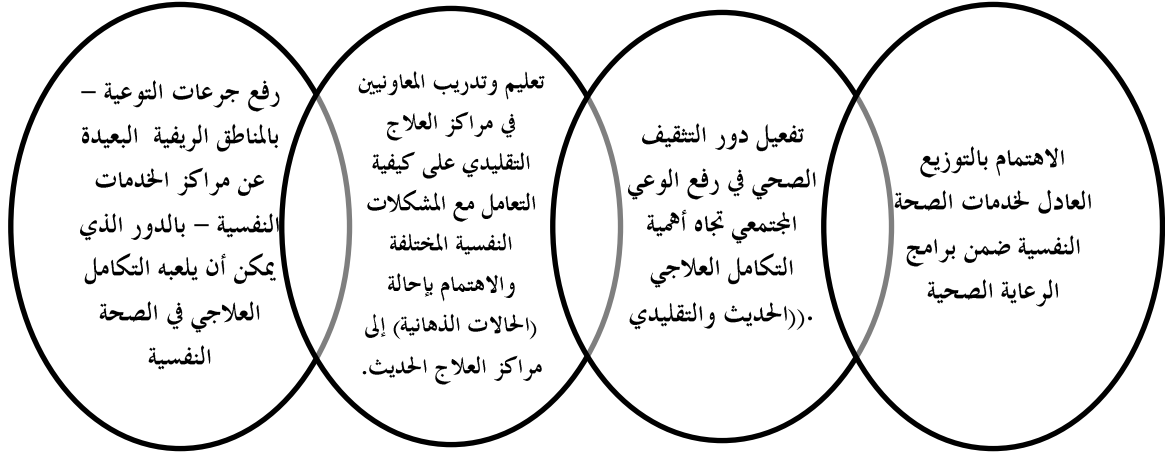 الاهتمام بالتوزيع
العادل لخدمات الصحة
النفسية ضمن برامج
الرعاية الصحية
تفعيل دور التثقيف
الصحي في رفع الوعي
المجتمعي تجاه أهمية
التكامل العلاجي
.((الحديث والتقليدي
تعليم وتدريب المعاونيين
في مراكز العلاج
التقليدي على كيفية
التعامل مع المشكلات
النفسية المختلفة
والاهتمام بإحالة
(الحالات الذهانية) إلى
مراكز العلاج الحديث.
رفع جرعات التوعية –
بالمناطق الريفية البعيدة
عن مراكز الخدمات
النفسية – بالدور الذي
يمكن أن يلعبه التكامل
العلاجي في الصحة
النفسية